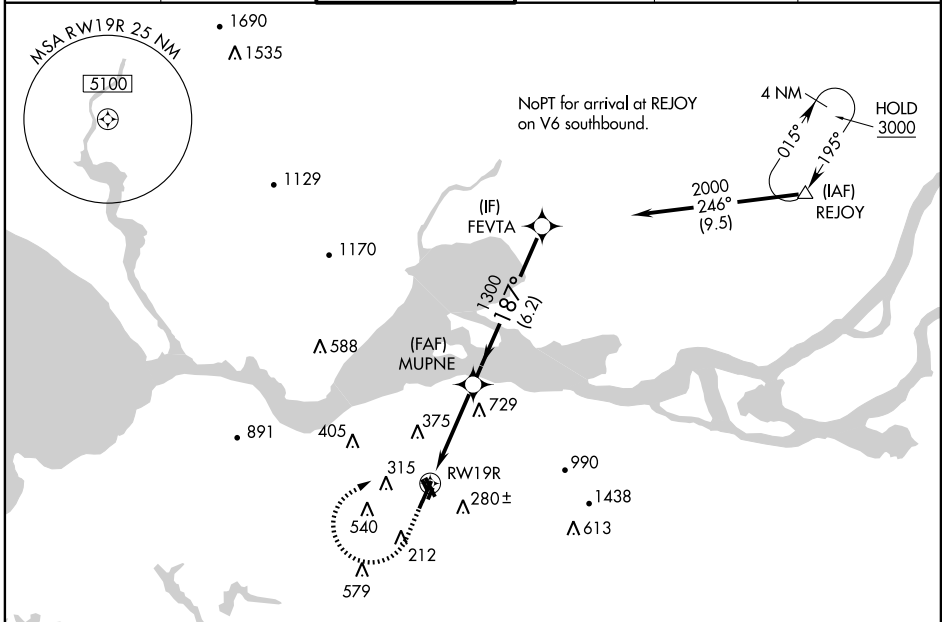 MSA RW19R 25 NM
5100
1690
1535
NoPT for arrival at REJOY
on V6 southbound.
4 NM
HOLD
3000
015°
195°
(IAF)
REJOY
2000
246°
(9.5)
1129
1170
(IF)
FEVTA
1300
187°
(6.2)
588
(FAF)
MUPNE
729
375
405
891
990
RW19R
315
280±
1438
613
540
212
579